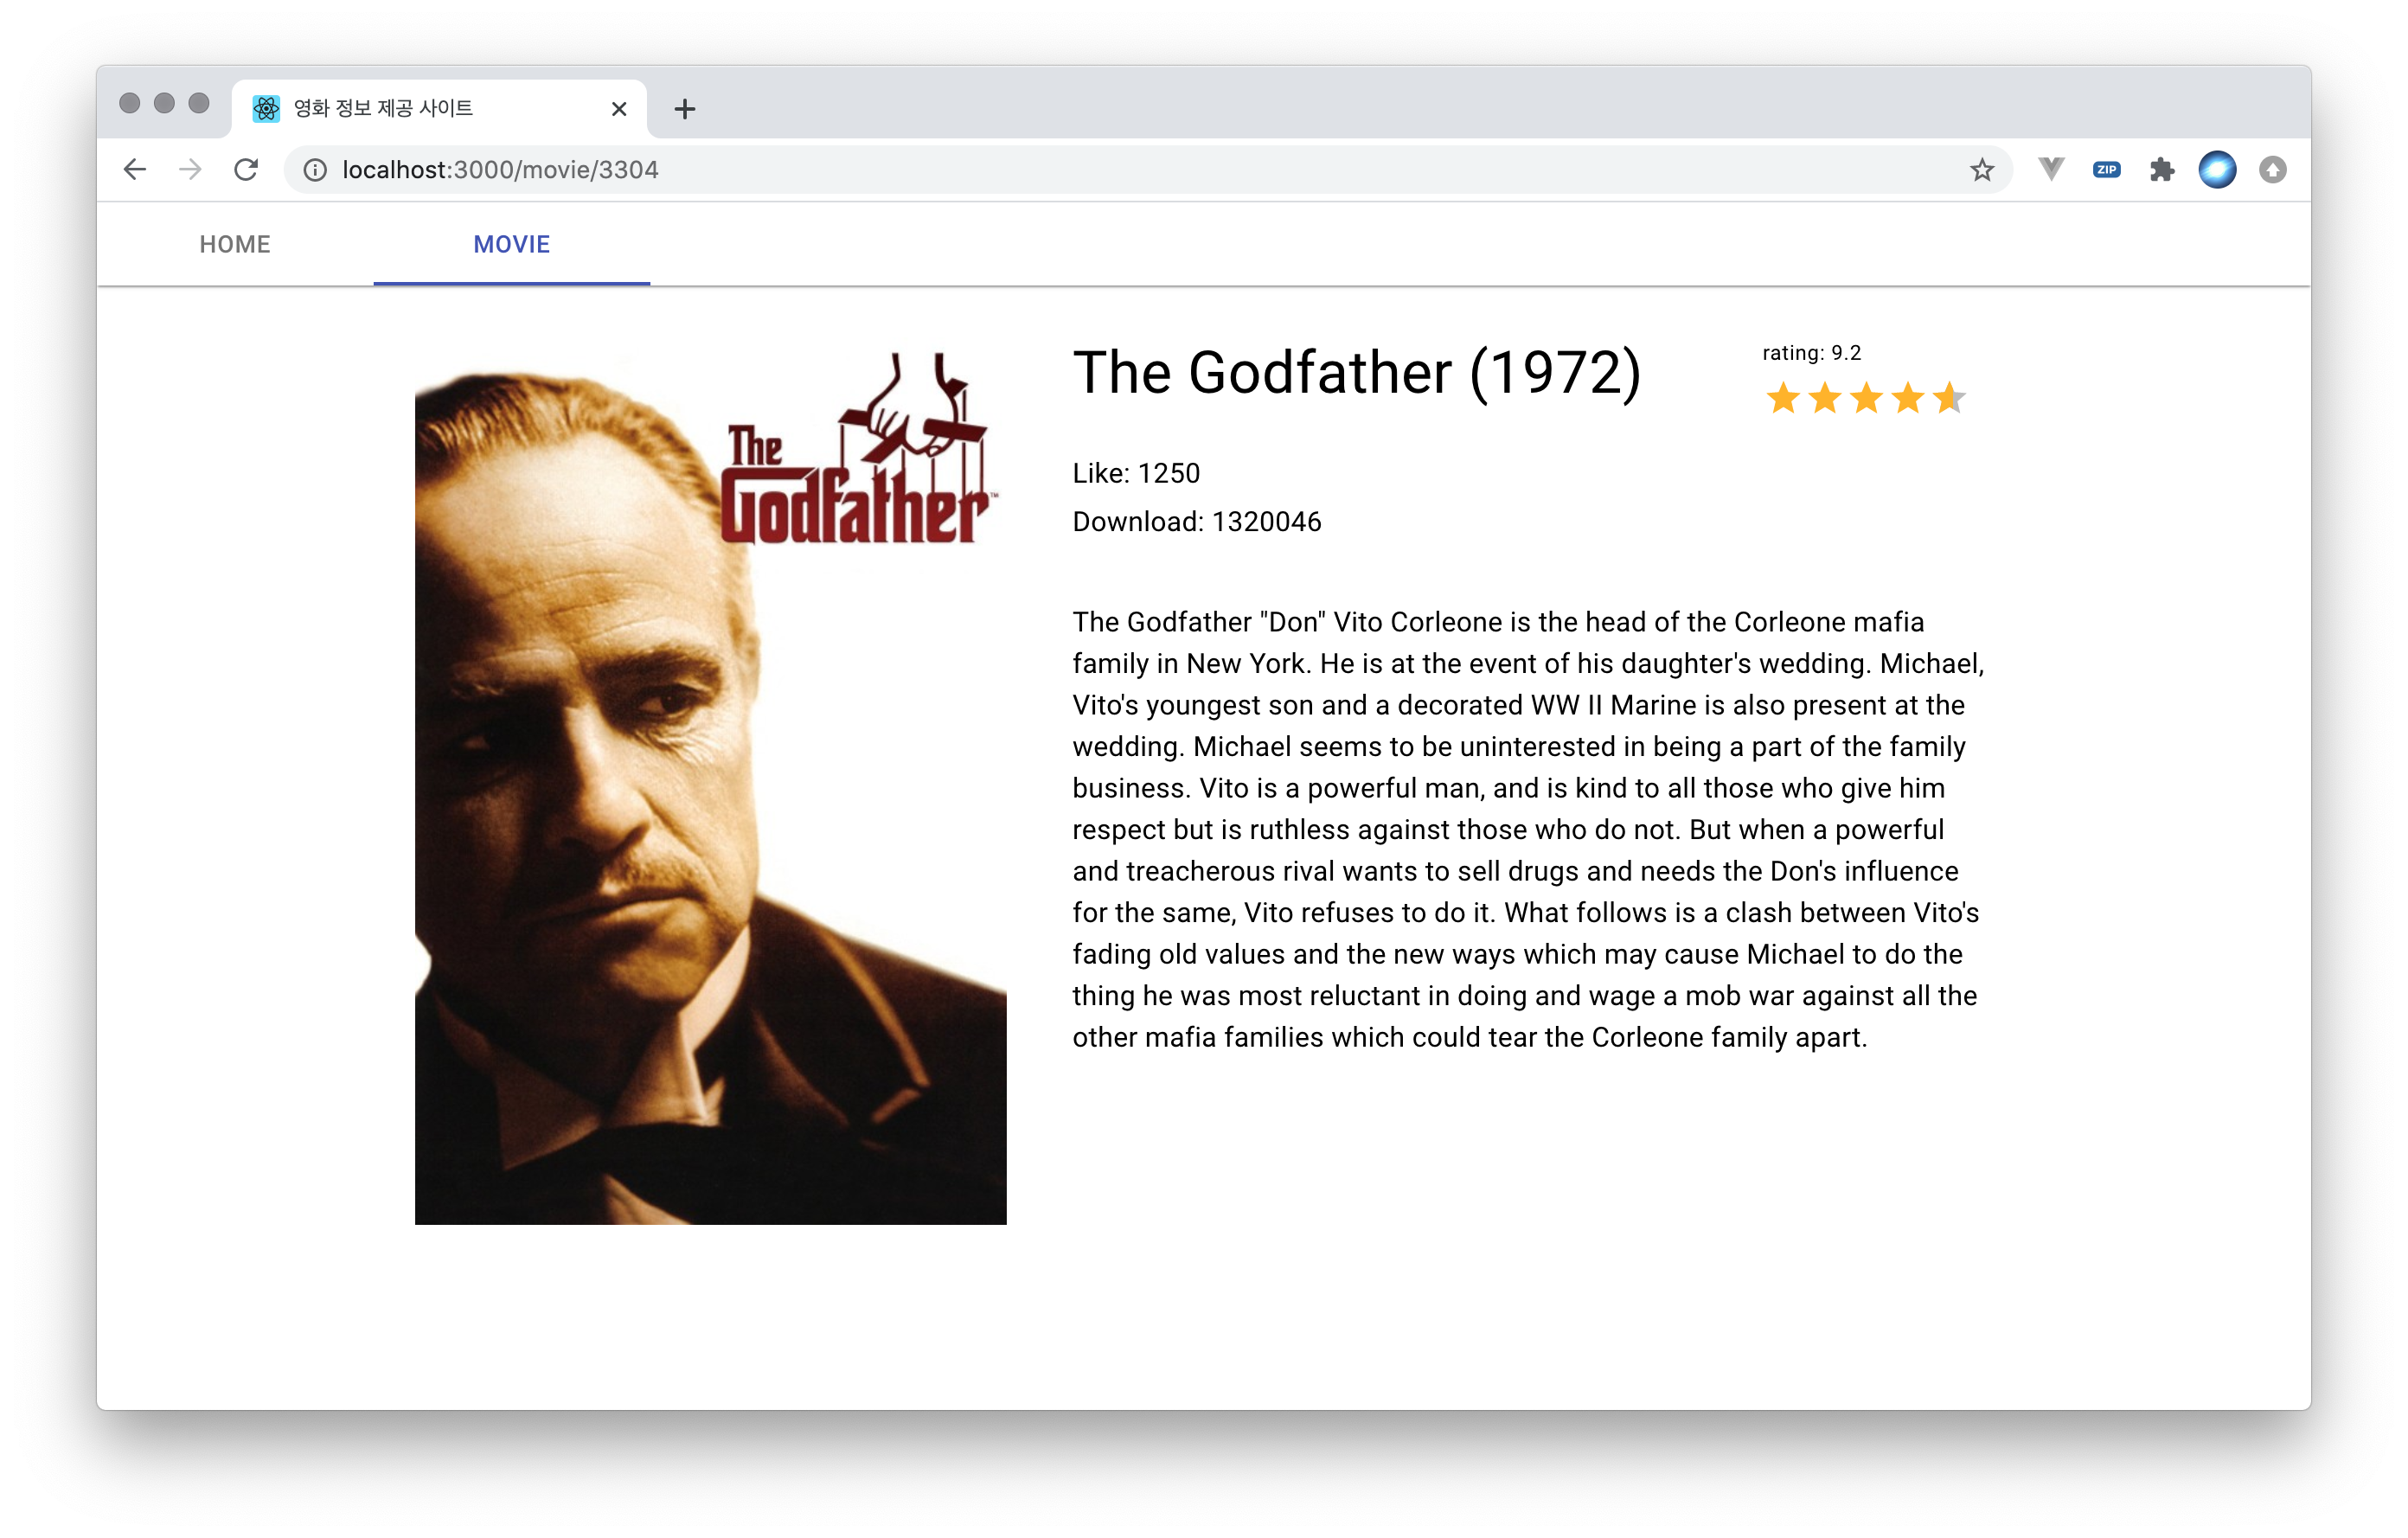 영화 정보 제공 사이트
localhost:3000/movie/3304
ZIP
HOME
MOVIE
The
Godfather™
The Godfather (1972)
rating: 9.2
Like: 1250
Download: 1320046
The Godfather "Don" Vito Corleone is the head of the Corleone mafia
family in New York. He is at the event of his daughter's wedding. Michael,
Vito's youngest son and a decorated WW II Marine is also present at the
wedding. Michael seems to be uninterested in being a part of the family
business. Vito is a powerful man, and is kind to all those who give him
respect but is ruthless against those who do not. But when a powerful
and treacherous rival wants to sell drugs and needs the Don's influence
for the same, Vito refuses to do it. What follows is a clash between Vito's
fading old values and the new ways which may cause Michael to do the
thing he was most reluctant in doing and wage a mob war against all the
other mafia families which could tear the Corleone family apart.